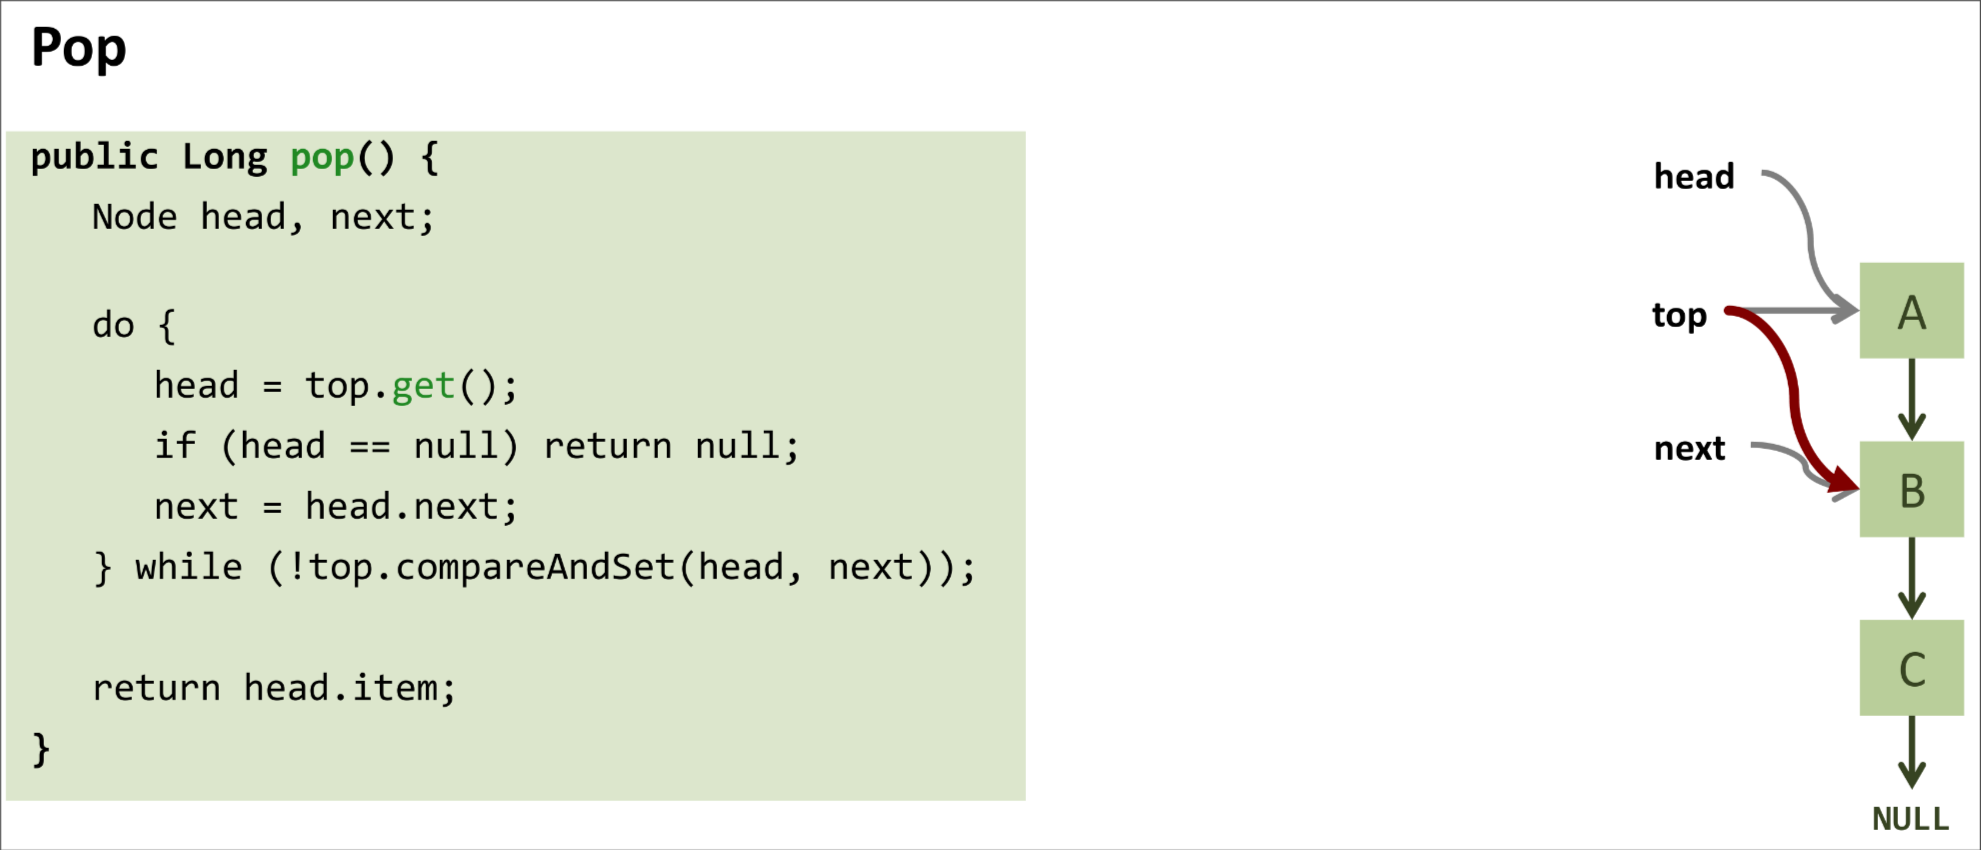 Pop
public Long pop() {
Node head, next;
do {
head = top.get();
if (head == null) return null;
next = head.next;
} while (!top.compareAndSet(head, next));
return head.item;
}
head
A
top
next
B
C
NULL